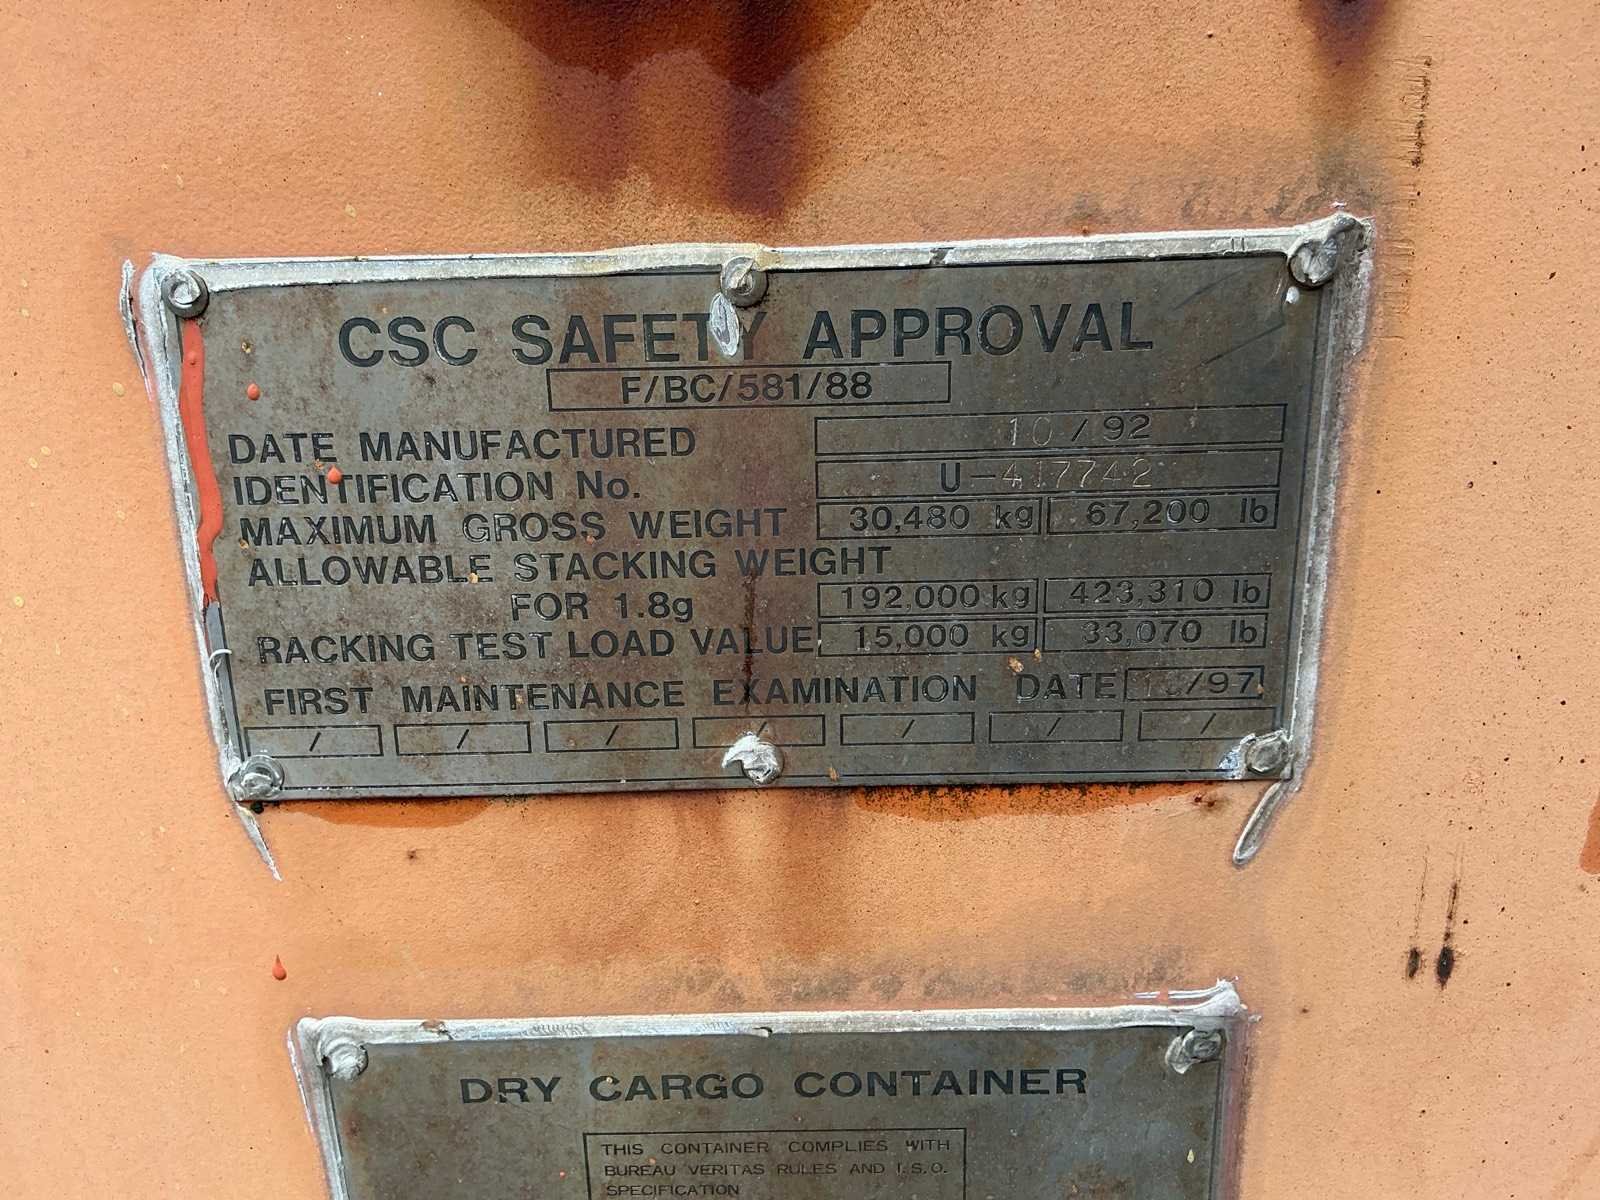 CSC SAFETY APPROVAL
F/BC/581/88
DATE MANUFACTURED 10/92
IDENTIFICATION No. U-417742
MAXIMUM GROSS WEIGHT 30,480 kg 67,200 lb
ALLOWABLE STACKING WEIGHT
FOR 1.8g 192,000 kg 423,310 lb
RACKING TEST LOAD VALUE 15,000 kg 33,070 lb
FIRST MAINTENANCE EXAMINATION DATE 10/97
/ / / / / / /
DRY CARGO CONTAINER
THIS CONTAINER COMPLIES WITH
BUREAU VERITAS RULES AND I.S.O.
SPECIFICATION